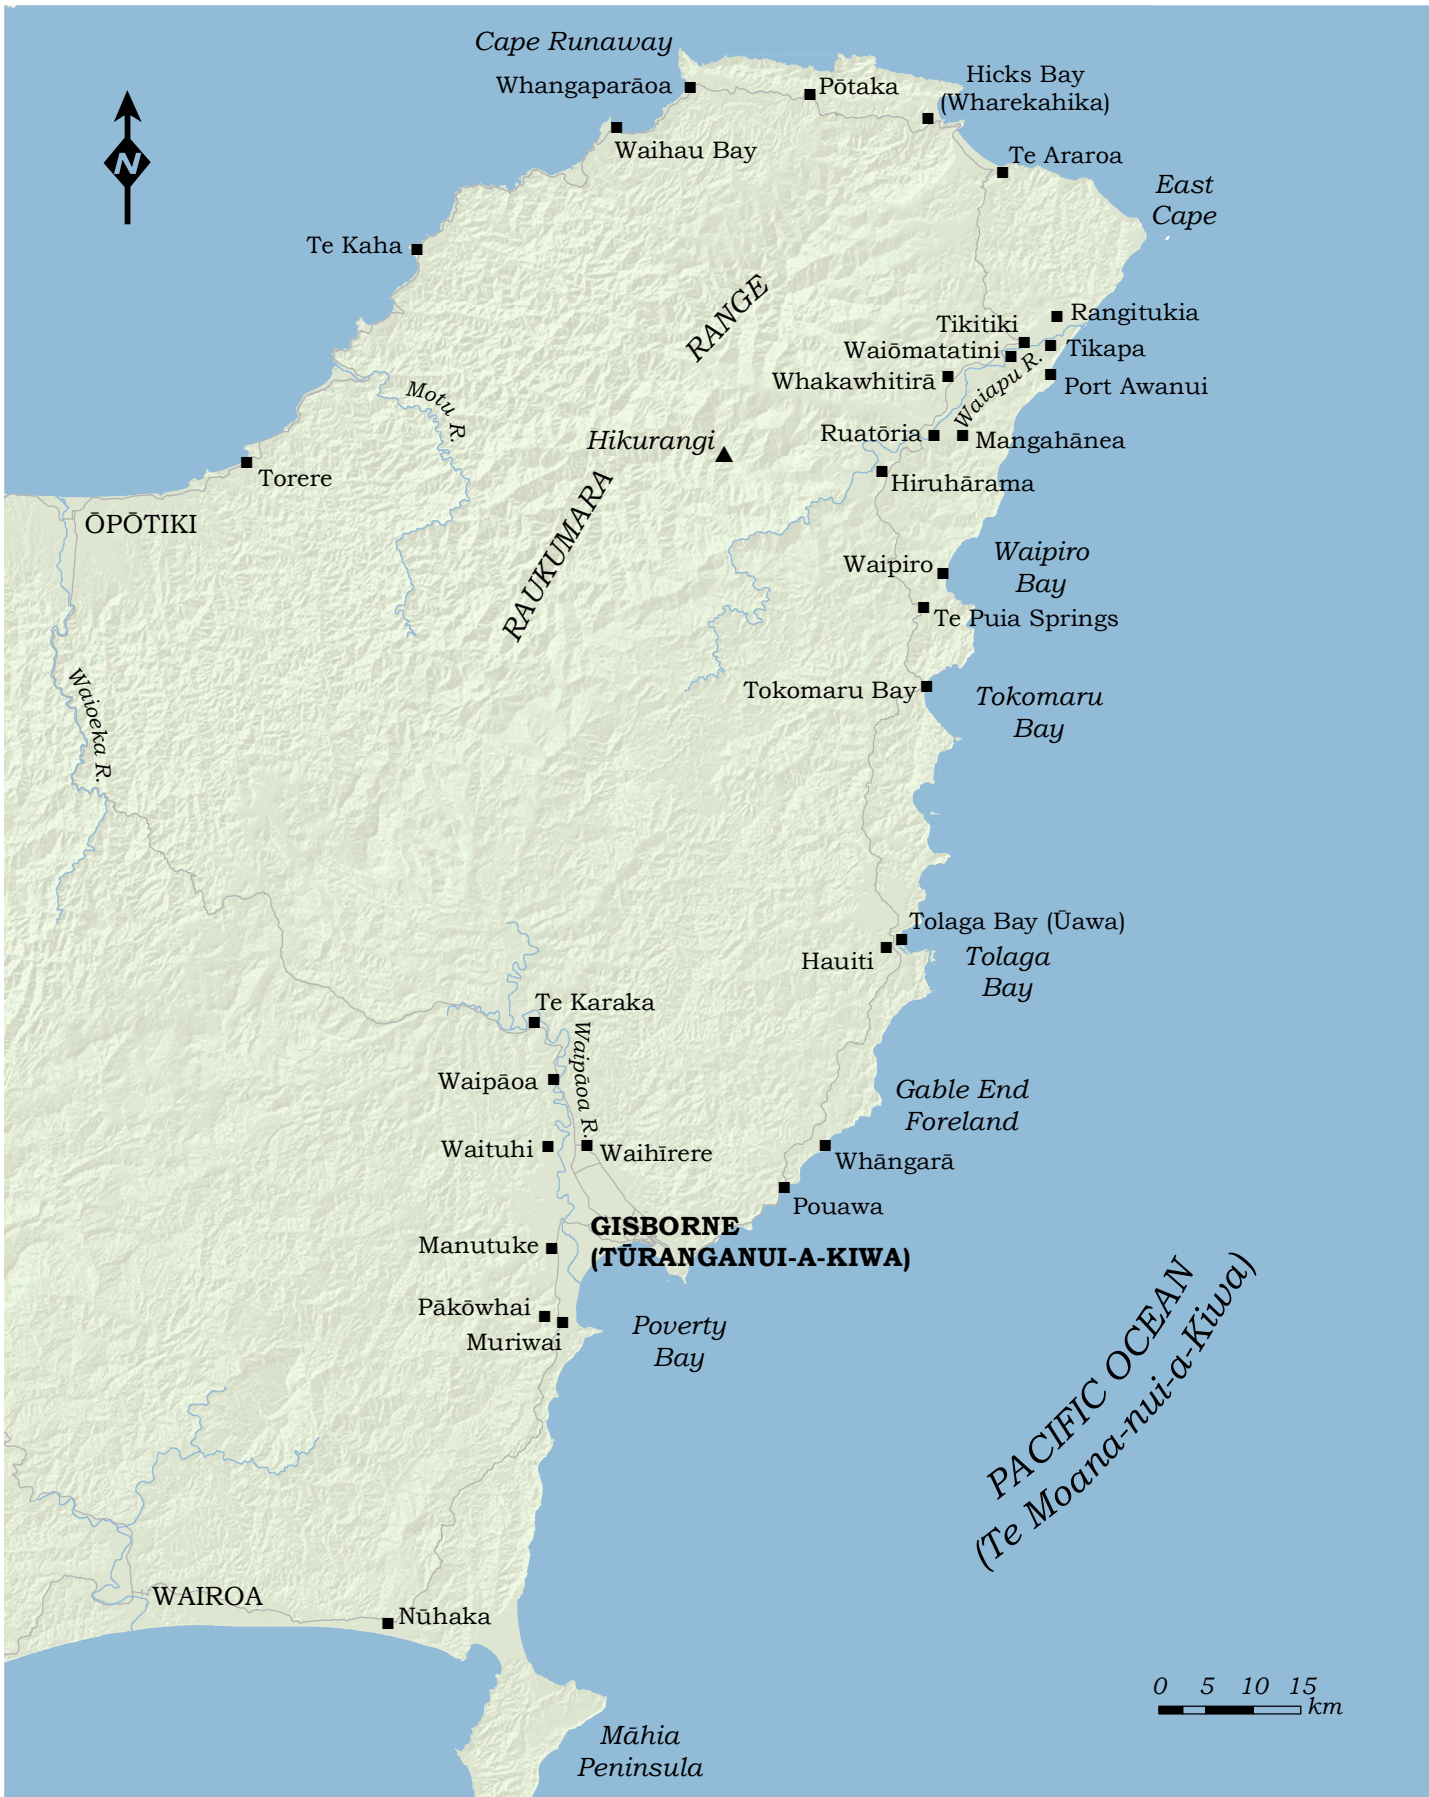 Cape Runaway
Whangaparāoa
Pōtaka
Hicks Bay
(Wharekahika)
Waihau Bay
Te Araroa
N
East
Cape
Te Kaha
RANGE
Rangitukia
Tikitiki
Waiōmatatini
Tikapa
Whakawhitirā
Waiapu R.
Port Awanui
Motu R.
Ruatōria
Mangahānea
Hikurangi
Torere
Hiruhārama
RAUKUMARA
ŌPŌTIKI
Waipiro
Waipiro
Bay
Te Puia Springs
Waioeka R.
Tokomaru Bay
Tokomaru
Bay
Tolaga Bay (Ūawa)
Hauiti
Tolaga
Bay
Te Karaka
Waipāoa R.
Waipāoa
Gable End
Foreland
Waituhi
Waihīrere
Whāngarā
Pouawa
GISBORNE
(TŪRANGANUI-A-KIWA)
Manutuke
Pākōwhai
Muriwai
Poverty
Bay
PACIFIC OCEAN
(Te Moana-nui-a-Kiwa)
WAIROA
Nūhaka
0 5 10 15
km
Māhia
Peninsula